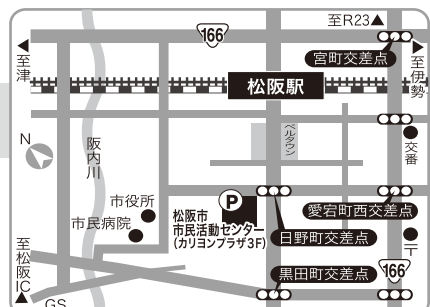 至R23▲
166
◀至津
宮町交差点
▶至伊勢
松阪駅
N
阪内川
ベルタウン
交番
市役所
P
松阪市
市民活動センター
(カリヨンプラザ3F)
市民病院
愛宕町西交差点
日野町交差点
〒
至松阪IC▲
黒田町交差点
166
GS